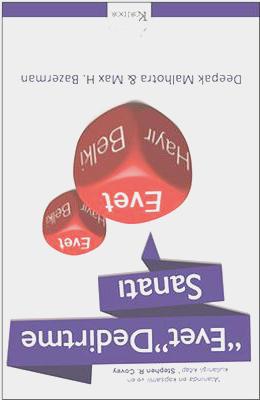 "Alanında en kapsamlı ve en
kullanışlı kitap." Stephen R. Covey
“Evet” Dedirtme
Sanatı
Evet
Hayır
Belki
Evet
Hayır
Belki
Deepak Malhotra & Max H. Bazerman